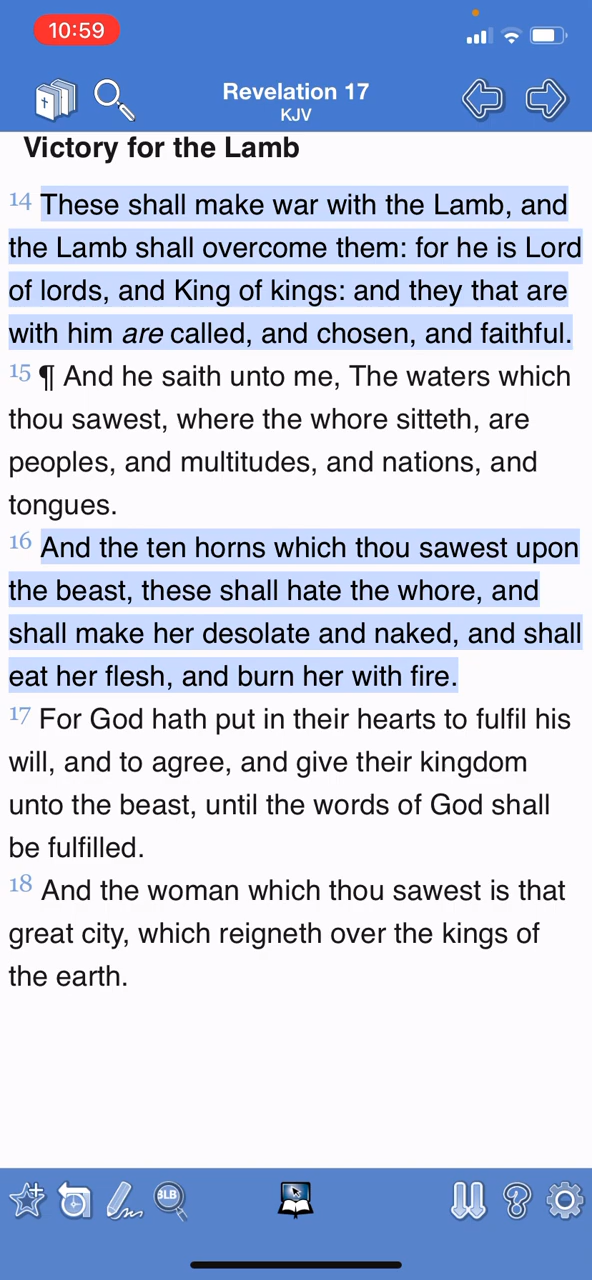 10:59
Revelation 17
KJV
Victory for the Lamb
14 These shall make war with the Lamb, and
the Lamb shall overcome them: for he is Lord
of lords, and King of kings: and they that are
with him are called, and chosen, and faithful.
15 ¶ And he saith unto me, The waters which
thou sawest, where the whore sitteth, are
peoples, and multitudes, and nations, and
tongues.
16 And the ten horns which thou sawest upon
the beast, these shall hate the whore, and
shall make her desolate and naked, and shall
eat her flesh, and burn her with fire.
17 For God hath put in their hearts to fulfil his
will, and to agree, and give their kingdom
unto the beast, until the words of God shall
be fulfilled.
18 And the woman which thou sawest is that
great city, which reigneth over the kings of
the earth.
BLB